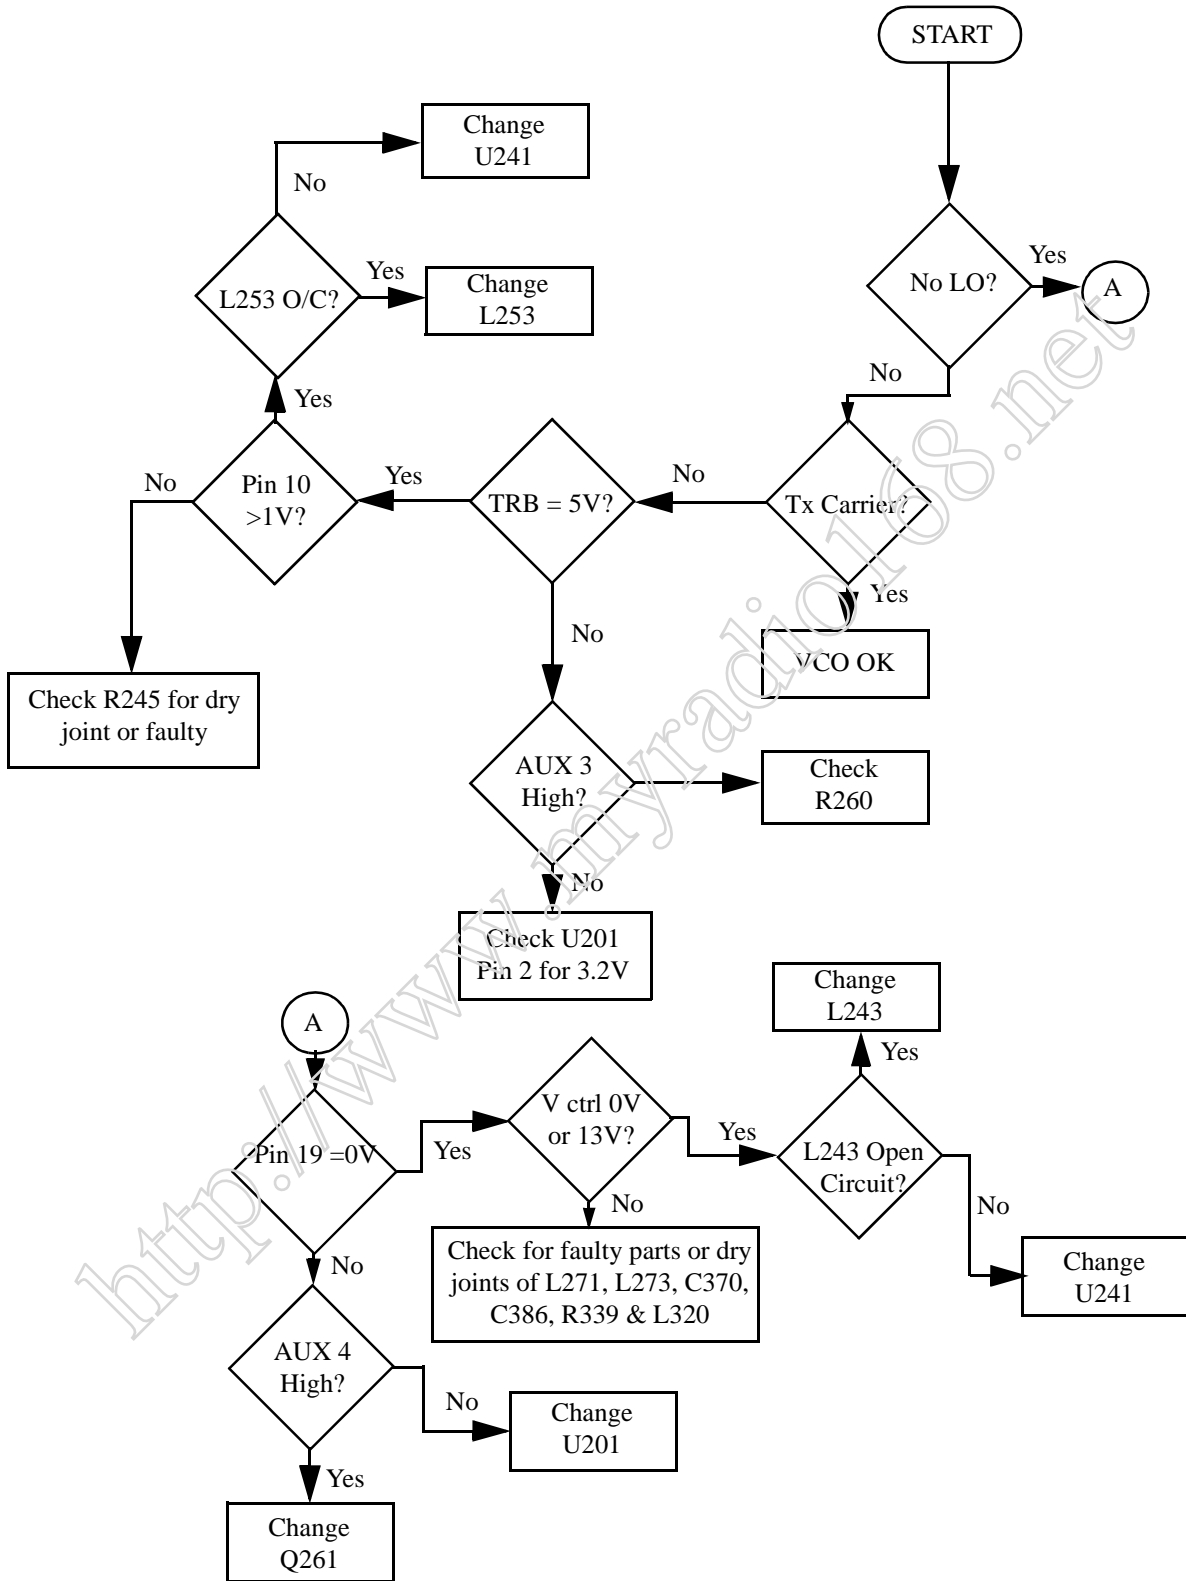 START
Change
U241
No
L253 O/C?
Yes
Change
L253
No LO?
Yes
A
No
Yes
No
Pin 10
>1V?
Yes
TRB = 5V?
No
Tx Carrier?
Yes
VCO OK
No
Check R245 for dry
joint or faulty
AUX 3
High?
Check
R260
No
Check U201
Pin 2 for 3.2V
A
Pin 19 =0V
Yes
V ctrl 0V
or 13V?
Yes
Change
L243
Yes
L243 Open
Circuit?
No
Change
U241
No
Check for faulty parts or dry
joints of L271, L273, C370,
C386, R339 & L320
No
AUX 4
High?
No
Change
U201
Yes
Change
Q261
http://www.myradio168.net